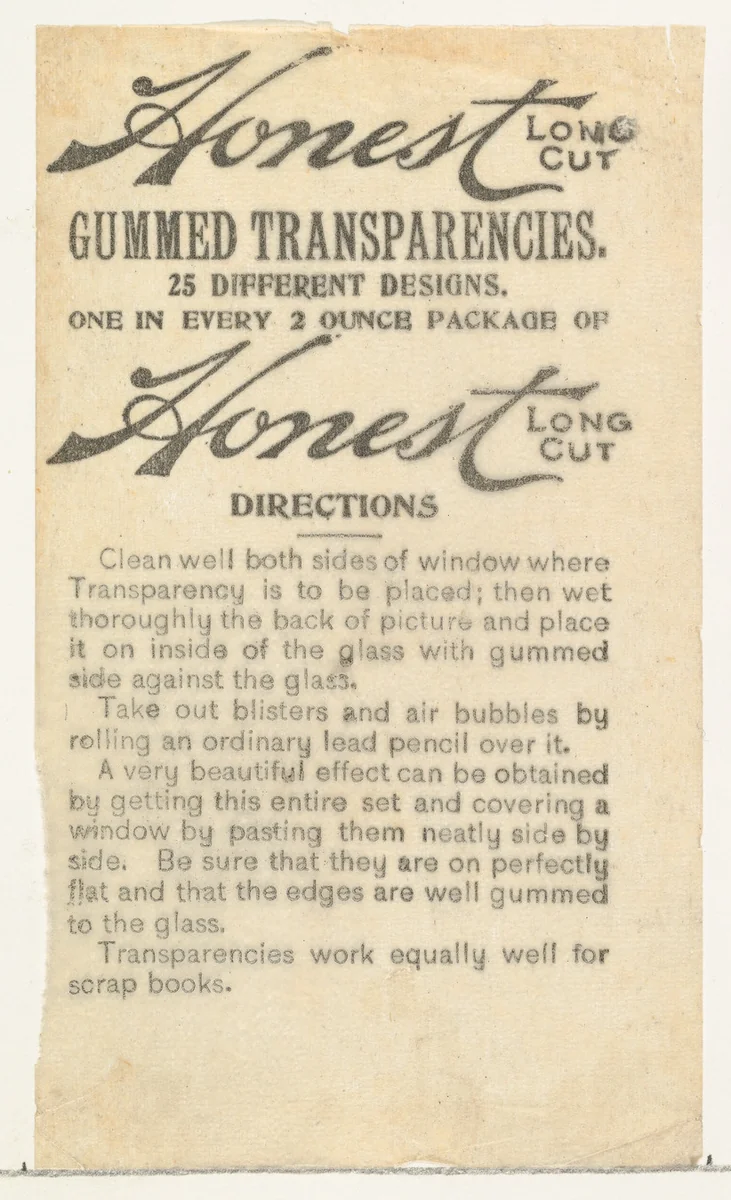 Honest LONG CUT
GUMMED TRANSPARENCIES.
25 DIFFERENT DESIGNS.
ONE IN EVERY 2 OUNCE PACKAGE OF
Honest LONG CUT
DIRECTIONS
Clean well both sides of window where
Transparency is to be placed; then wet
thoroughly the back of picture and place
it on inside of the glass with gummed
side against the glass.
Take out blisters and air bubbles by
rolling an ordinary lead pencil over it.
A very beautiful effect can be obtained
by getting this entire set and covering a
window by pasting them neatly side by
side. Be sure that they are on perfectly
flat and that the edges are well gummed
to the glass.
Transparencies work equally well for
scrap books.